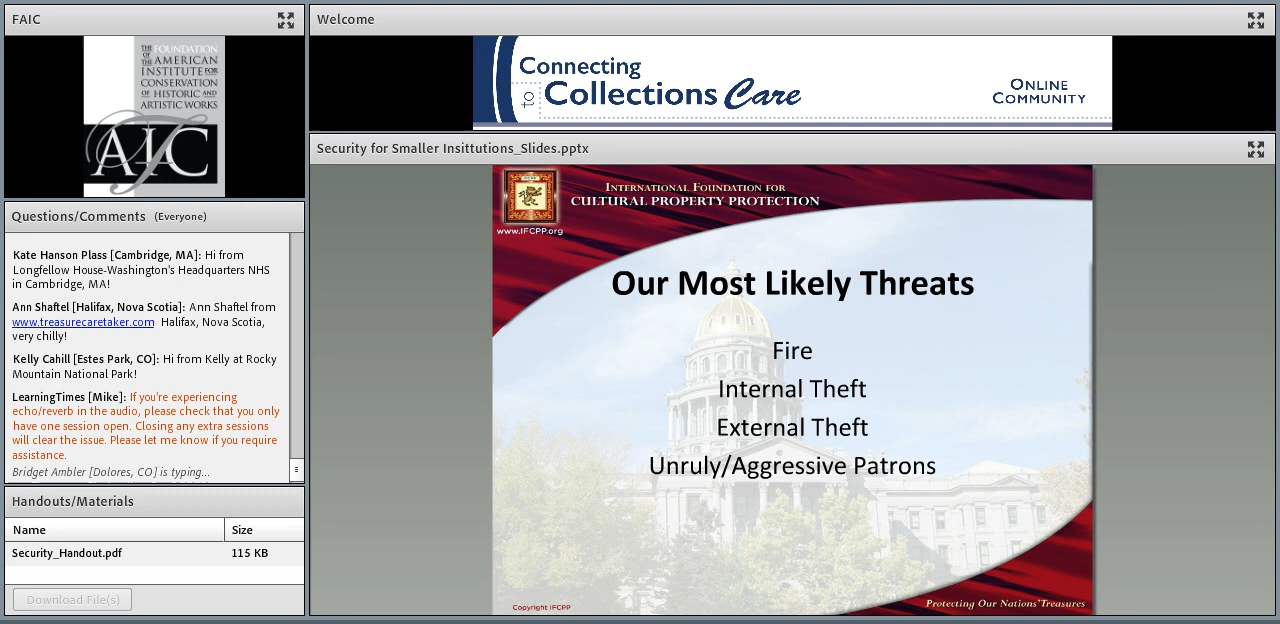 FAIC
THE FOUNDATION
OF THE AMERICAN
INSTITUTE FOR
CONSERVATION
OF HISTORIC AND
ARTISTIC WORKS
AIC
Questions/Comments (Everyone)
Kate Hanson Plass [Cambridge, MA]: Hi from
Longfellow House-Washington's Headquarters NHS
in Cambridge, MA!
Ann Shaftel [Halifax, Nova Scotia]: Ann Shaftel from
www.treasurecaretaker.com Halifax, Nova Scotia,
very chilly!
Kelly Cahill [Estes Park, CO]: Hi from Kelly at Rocky
Mountain National Park!
LearningTimes [Mike]: If you're experiencing
echo/reverb in the audio, please check that you only
have one session open. Closing any extra sessions
will clear the issue. Please let me know if you require
assistance.
Bridget Ambler [Dolores, CO] is typing...
Handouts/Materials
Name Size
Security_Handout.pdf 115 KB
Download File(s)
Welcome
Connecting
to Collections Care
ONLINE
COMMUNITY
Security for Smaller Insittutions_Slides.pptx
INTERNATIONAL FOUNDATION FOR
CULTURAL PROPERTY PROTECTION
www.IFCPP.org
Our Most Likely Threats
Fire
Internal Theft
External Theft
Unruly/Aggressive Patrons
Copyright IFCPP
Protecting Our Nations' Treasures